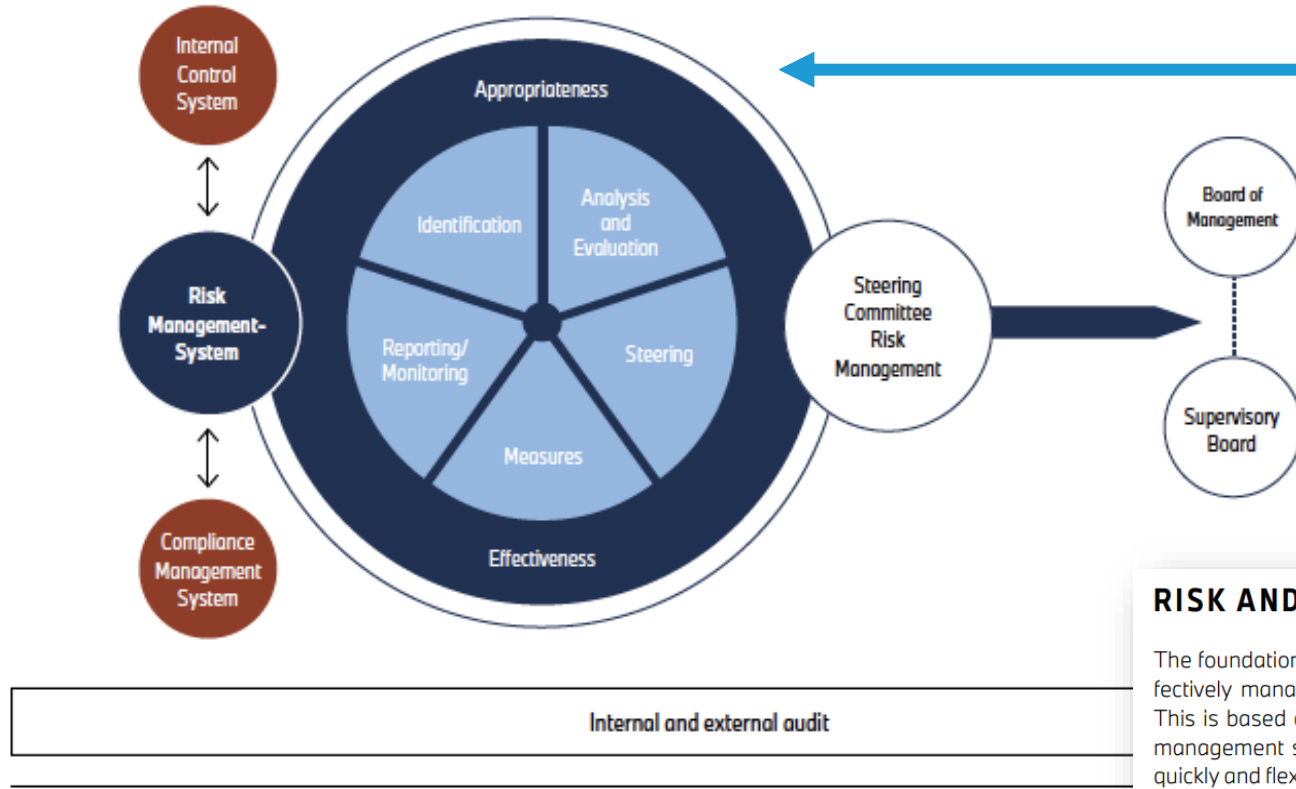 Internal
Control
System
Appropriateness
Identification
Analysis
and
Evaluation
Board of
Management
Risk
Management-
System
Reporting/
Monitoring
Steering
Steering
Committee
Risk
Management
Measures
Supervisory
Board
Compliance
Management
System
Effectiveness
RISK AND
The foundation
fectively mana
This is based
management s
quickly and flex
Internal and external audit